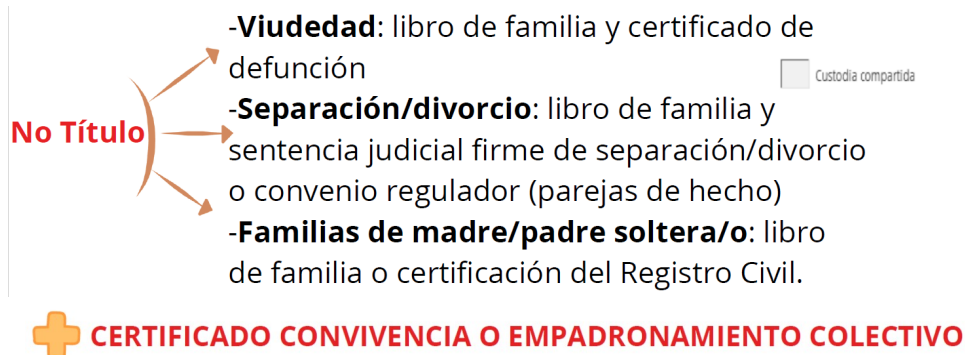 -Viudedad: libro de familia y certificado de
defunción
Custodia compartida
No Título
-Separación/divorcio: libro de familia y
sentencia judicial firme de separación/divorcio
o convenio regulador (parejas de hecho)
-Familias de madre/padre soltera/o: libro
de familia o certificación del Registro Civil.
CERTIFICADO CONVIVENCIA O EMPADRONAMIENTO COLECTIVO